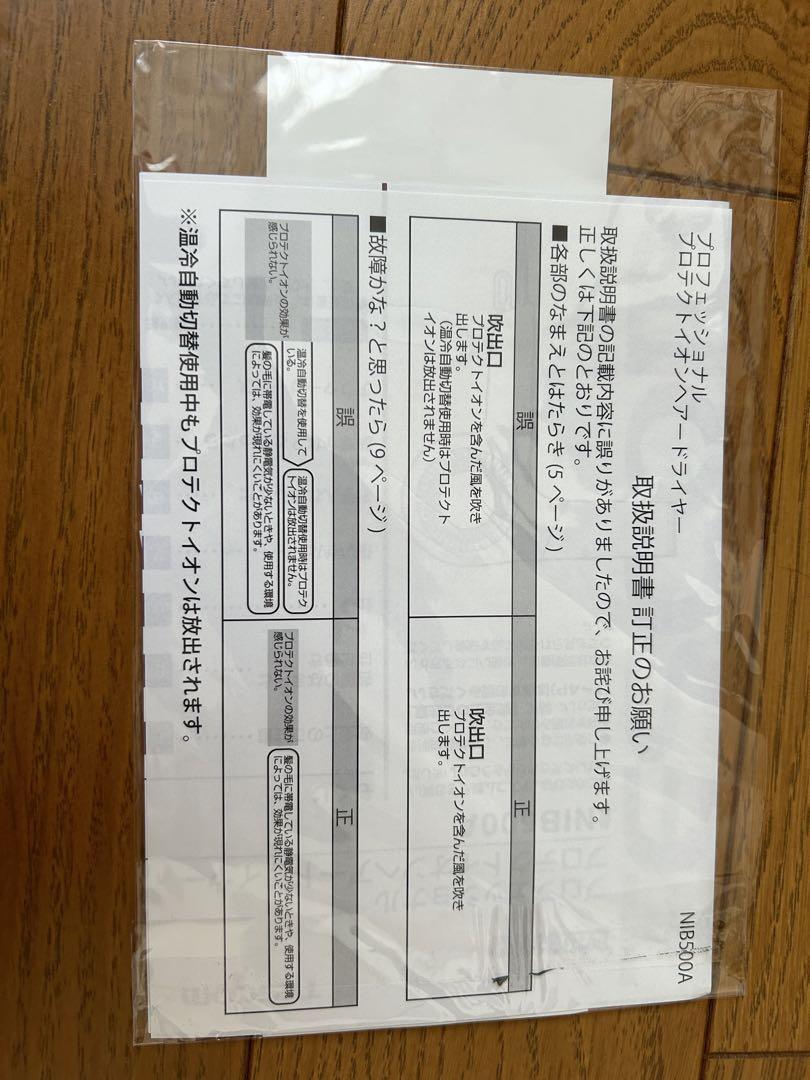 プロフェッショナル
プロテクトイオンヘアードライヤー
NIB500A
取扱説明書 訂正のお願い
取扱説明書の記載内容に誤りがありましたので、お詫び申し上げます。
正しくは下記のとおりです。
■各部のなまえとはたらき (5 ページ)
誤
正
吹出口
プロテクトイオンを含んだ風を吹き
出します。
(温冷自動切替使用時はプロテクト
イオンは放出されません)
吹出口
プロテクトイオンを含んだ風を吹き
出します。
■故障かな？と思ったら (9 ページ)
誤
正
プロテクトイオンの効果が
感じられない。
温冷自動切替を使用して
いる。
温冷自動切替使用時はプロテク
トイオンは放出されません。
髪の毛に帯電している静電気が少ないときや、使用する環境
によっては、効果が現れにくいことがあります。
プロテクトイオンの効果が
感じられない。
髪の毛に帯電している静電気が少ないときや、使用する環境
によっては、効果が現れにくいことがあります。
※温冷自動切替使用中もプロテクトイオンは放出されます。